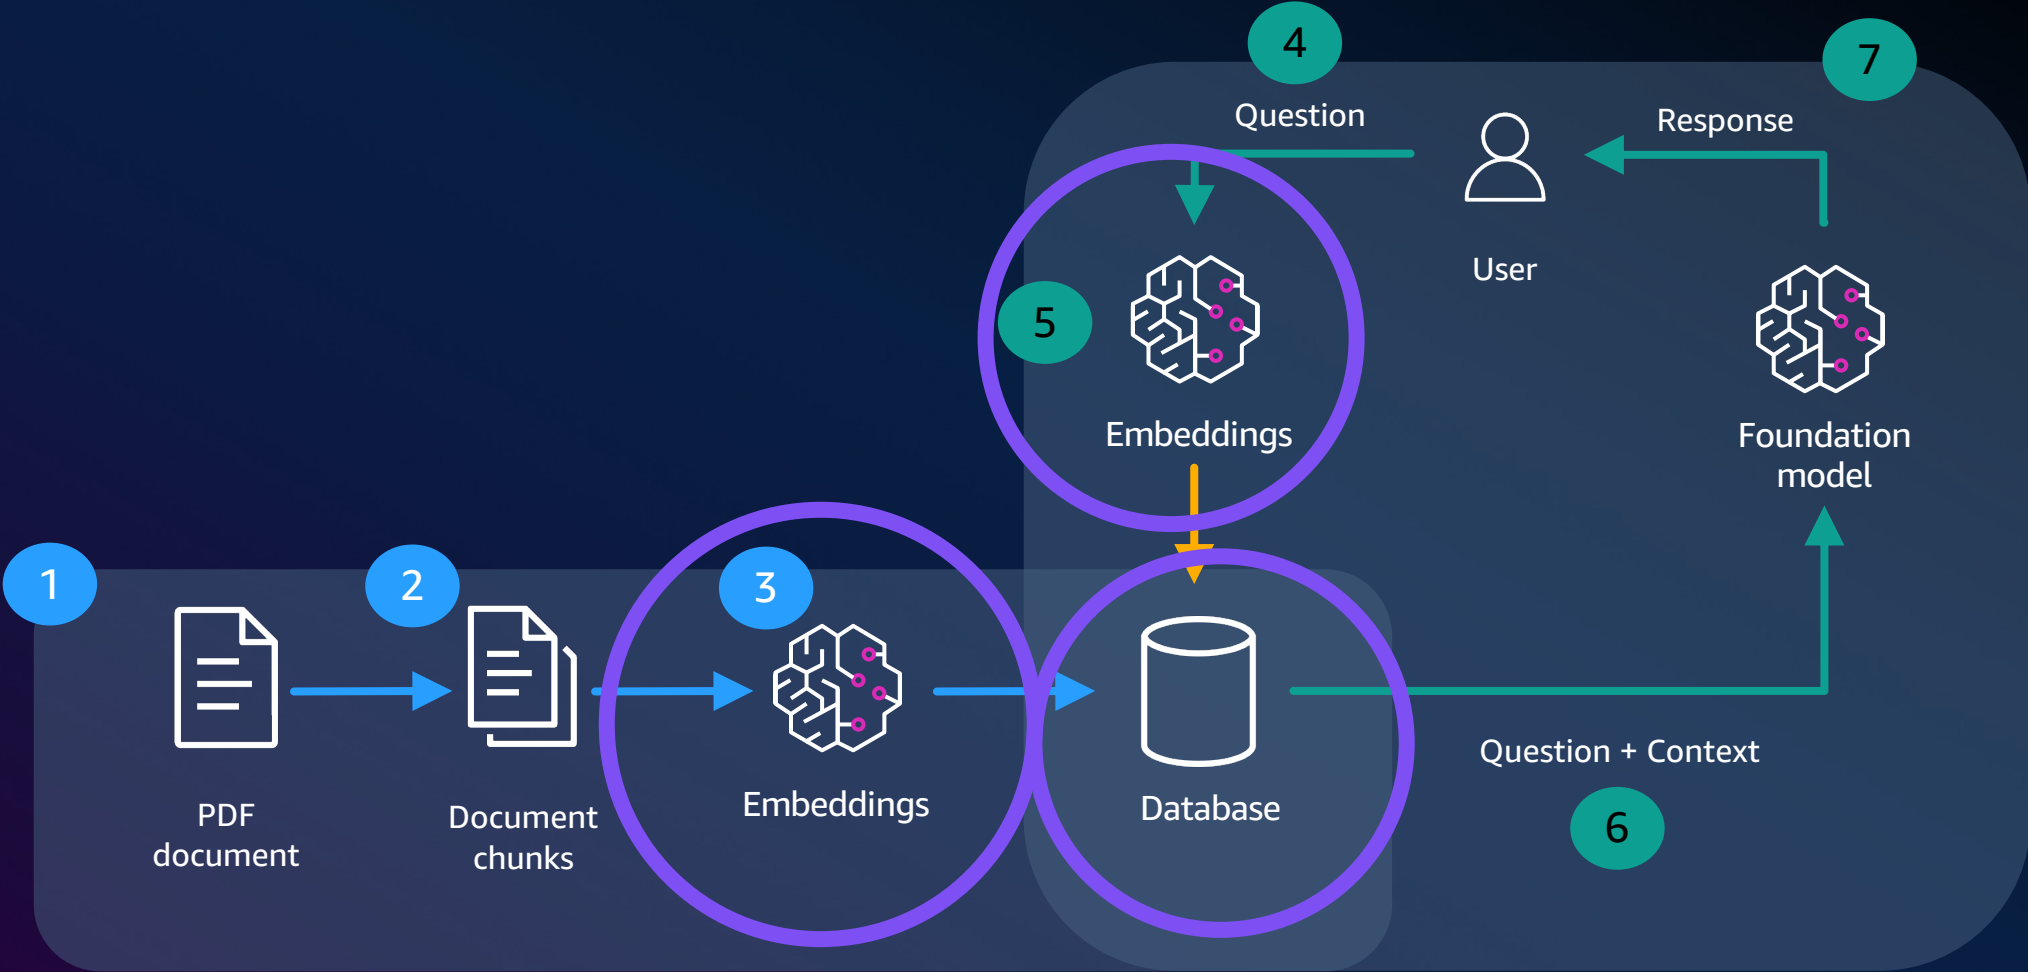 4
7
Question
Response
User
5
Embeddings
Foundation
model
1
2
3
PDF
document
Document
chunks
Embeddings
Database
Question + Context
6